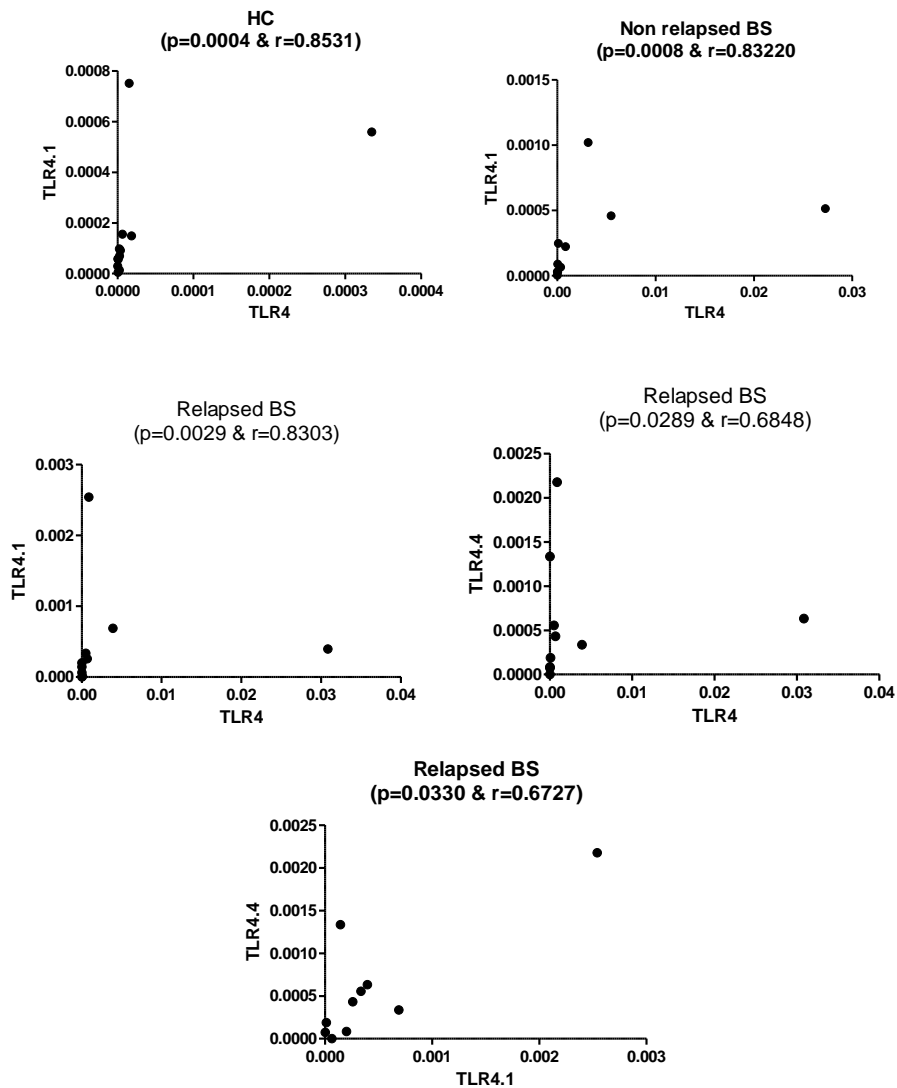 HC
(p=0.0004 & r=0.8531)
0.0008
0.0006
0.0004
0.0002
0.0000
TLR4.1
0.0000 0.0001 0.0002 0.0003 0.0004
TLR4
Non relapsed BS
(p=0.0008 & r=0.83220
0.0015
0.0010
0.0005
0.0000
TLR4.1
0.00 0.01 0.02 0.03
TLR4
Relapsed BS
(p=0.0029 & r=0.8303)
0.003
0.002
0.001
0.000
TLR4.1
0.00 0.01 0.02 0.03 0.04
TLR4
Relapsed BS
(p=0.0289 & r=0.6848)
0.0025
0.0020
0.0015
0.0010
0.0005
0.0000
TLR4.4
0.00 0.01 0.02 0.03 0.04
TLR4
Relapsed BS
(p=0.0330 & r=0.6727)
0.0025
0.0020
0.0015
0.0010
0.0005
0.0000
TLR4.4
0.000 0.001 0.002 0.003
TLR4.1